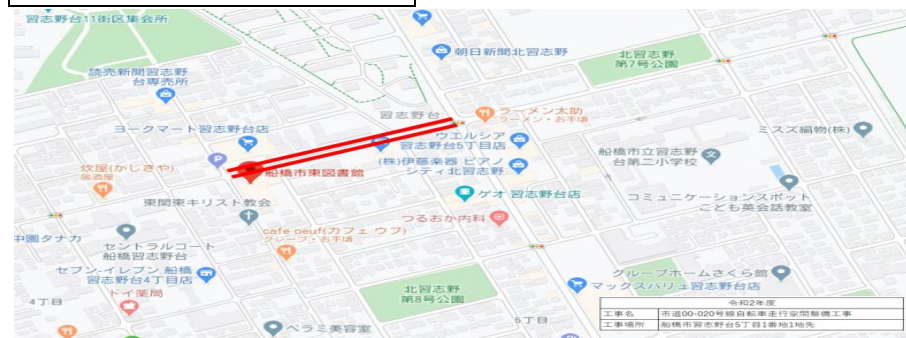 習志野台11街区集会所
朝日新聞北習志野
北習志野
第7号公園
読売新聞習志野
台専売所
習志野台
ラーメン太助
ラーメン・お手頃
ヨークマート習志野台店
ウエルシア
習志野台5丁目店
ミスズ編物(株)
(株)伊藤楽器 ピアノ
シティ北習志野
船橋市立習志野
台第二小学校
炊屋(かしきや)
居酒屋
船橋市東図書館
ゲオ 習志野台店
コミュニケーションスポット
こども英会話教室
東関東キリスト教会
つるおか内科
cafe oeuf(カフェ ウフ)
クレープ・お手頃
中園タナカ
セントラルコート
船橋習志野台
セブン-イレブン 船橋
習志野台4丁目店
グループホームさくら館
マックスバリュ習志野台店
ドイ薬局
北習志野
第8号公園
4丁目
5丁目
ベラミ美容室
令和2年度
工事名 市道00-020号線自転車走行空間整備工事
工事場所 船橋市習志野台5丁目1番地1地先